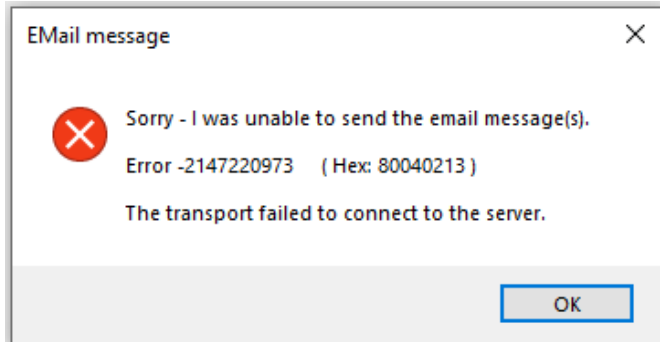 EMail message
Sorry - I was unable to send the email message(s).
Error -2147220973 ( Hex: 80040213 )
The transport failed to connect to the server.
OK